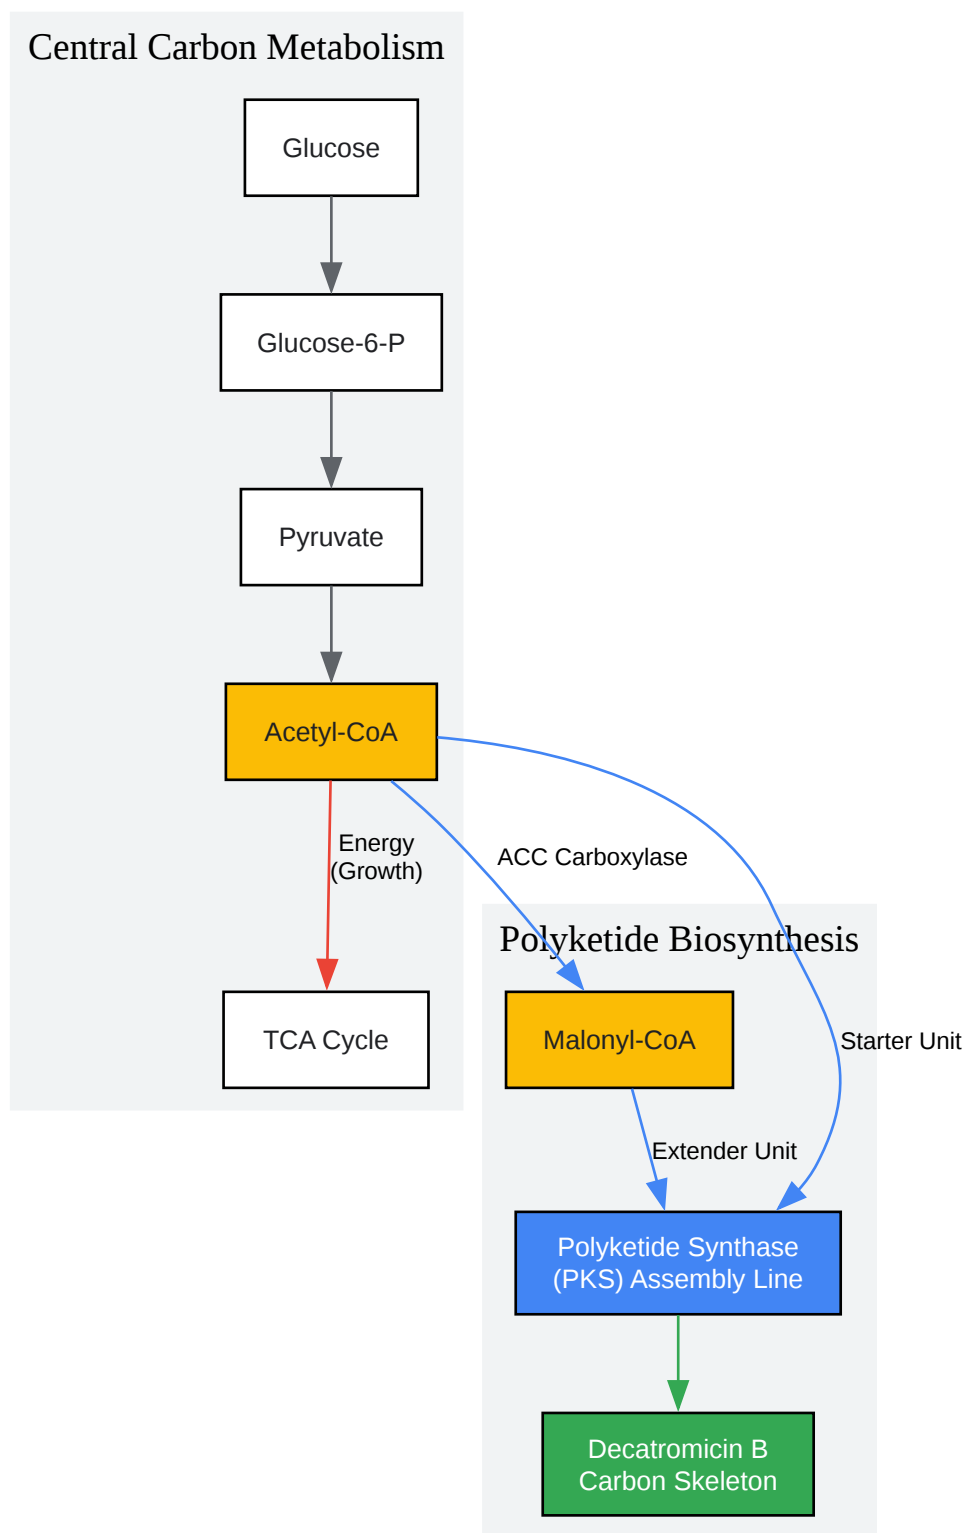 Central Carbon Metabolism
Glucose
Glucose-6-P
Pyruvate
Acetyl-CoA
Energy
(Growth)
ACC Carboxylase
Polyketide Biosynthesis
TCA Cycle
Malonyl-CoA
Starter Unit
Extender Unit
Polyketide Synthase
(PKS) Assembly Line
Decatromicin B
Carbon Skeleton